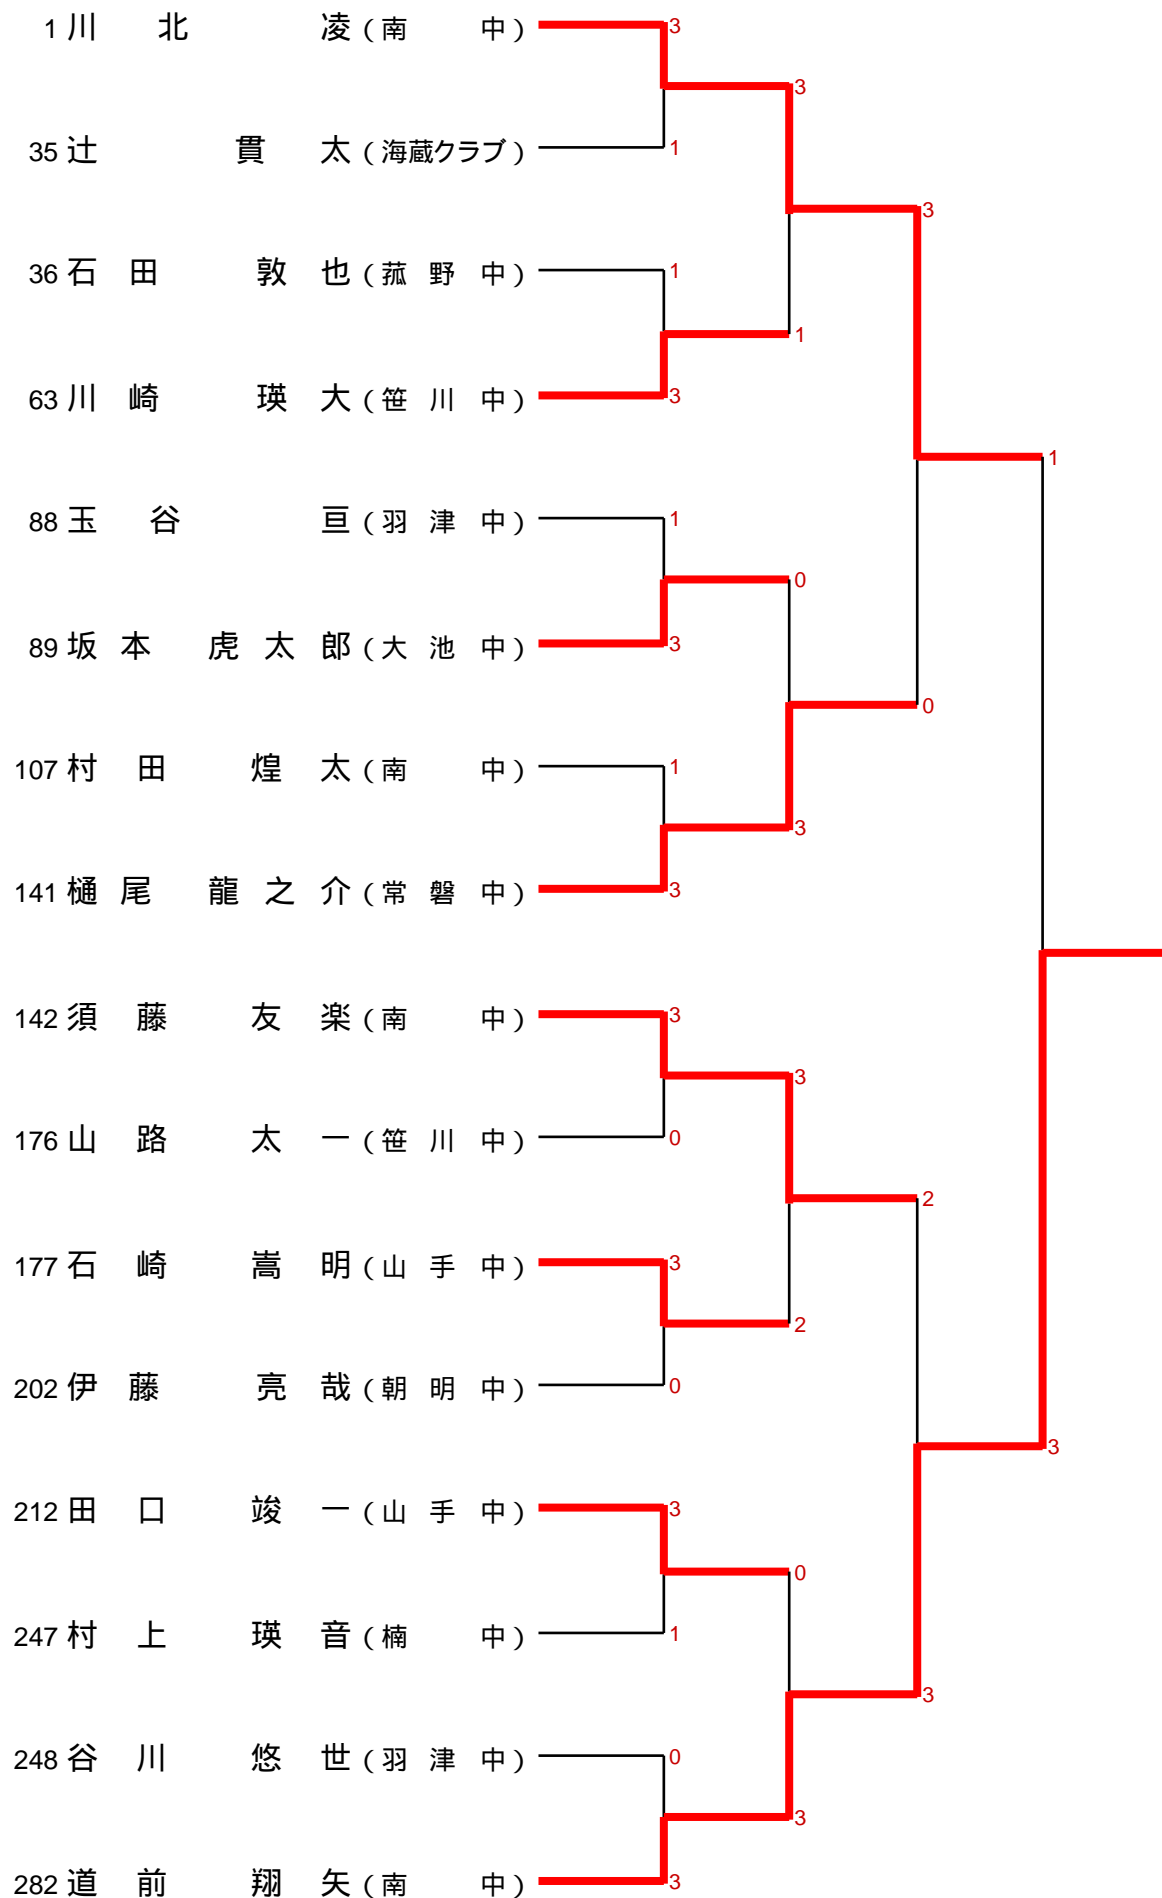 1 川 北 凌 (南 中) 3
3
35 辻 貫 太 (海蔵クラブ) 1
3
36 石 田 敦 也 (菰 野 中) 1
1
63 川 崎 瑛 大 (笹 川 中) 3
1
88 玉 谷 亘 (羽 津 中) 1
0
89 坂 本 虎 太 郎 (大 池 中) 3
0
107 村 田 煌 太 (南 中) 1
3
141 樋 尾 龍 之 介 (常 磐 中) 3
142 須 藤 友 楽 (南 中) 3
3
176 山 路 太 一 (笹 川 中) 0
2
177 石 崎 嵩 明 (山 手 中) 3
2
202 伊 藤 亮 哉 (朝 明 中) 0
3
212 田 口 竣 一 (山 手 中) 3
0
247 村 上 瑛 音 (楠 中) 1
3
248 谷 川 悠 世 (羽 津 中) 0
3
282 道 前 翔 矢 (南 中) 3